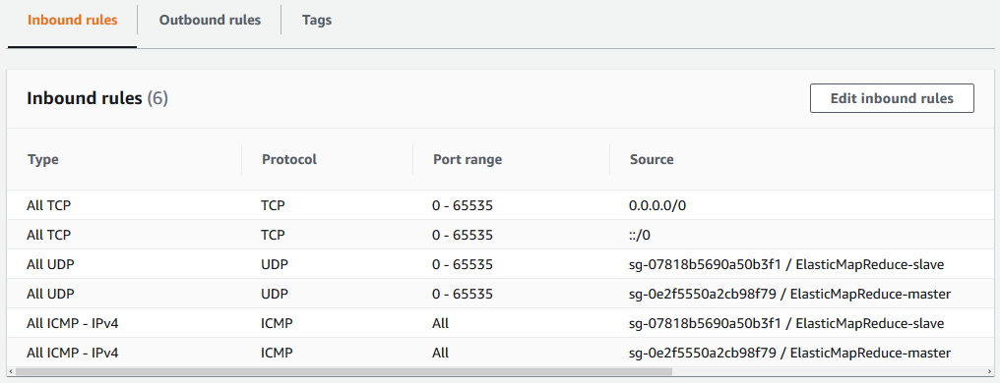 Inbound rules Outbound rules Tags
Inbound rules (6) Edit inbound rules
Type Protocol Port range Source
All TCP TCP 0 - 65535 0.0.0.0/0
All TCP TCP 0 - 65535 ::/0
All UDP UDP 0 - 65535 sg-07818b5690a50b3f1 / ElasticMapReduce-slave
All UDP UDP 0 - 65535 sg-0e2f5550a2cb98f79 / ElasticMapReduce-master
All ICMP - IPv4 ICMP All sg-07818b5690a50b3f1 / ElasticMapReduce-slave
All ICMP - IPv4 ICMP All sg-0e2f5550a2cb98f79 / ElasticMapReduce-master